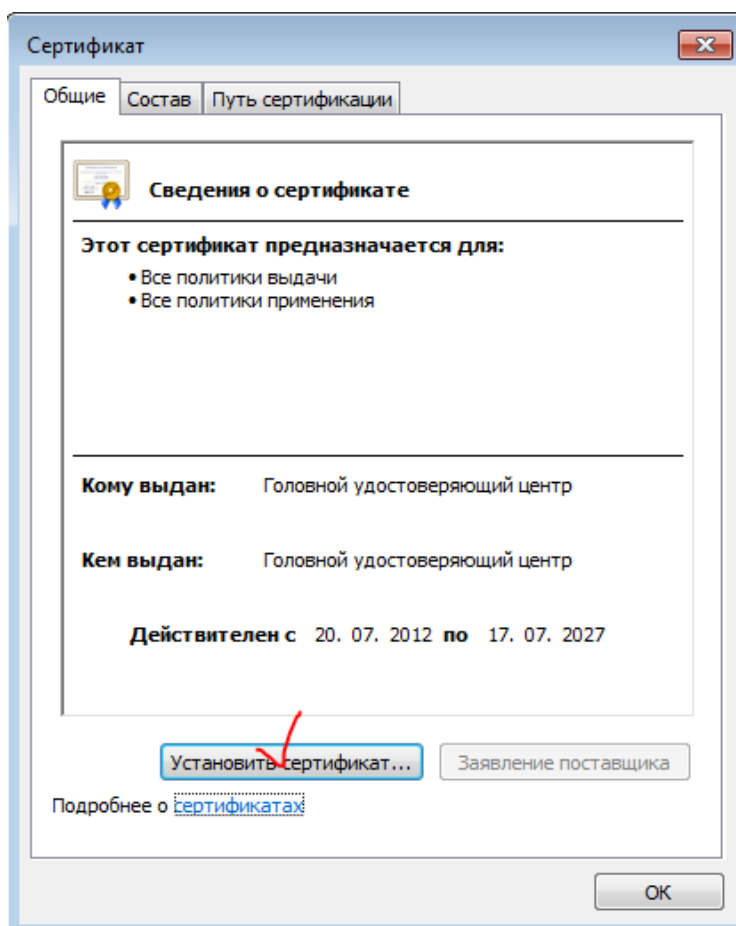 Сертификат
Общие Состав Путь сертификации
Сведения о сертификате
Этот сертификат предназначается для:
• Все политики выдачи
• Все политики применения
Кому выдан: Головной удостоверяющий центр
Кем выдан: Головной удостоверяющий центр
Действителен с 20. 07. 2012 по 17. 07. 2027
Установить сертификат... Заявление поставщика
Подробнее о сертификатах
ОК